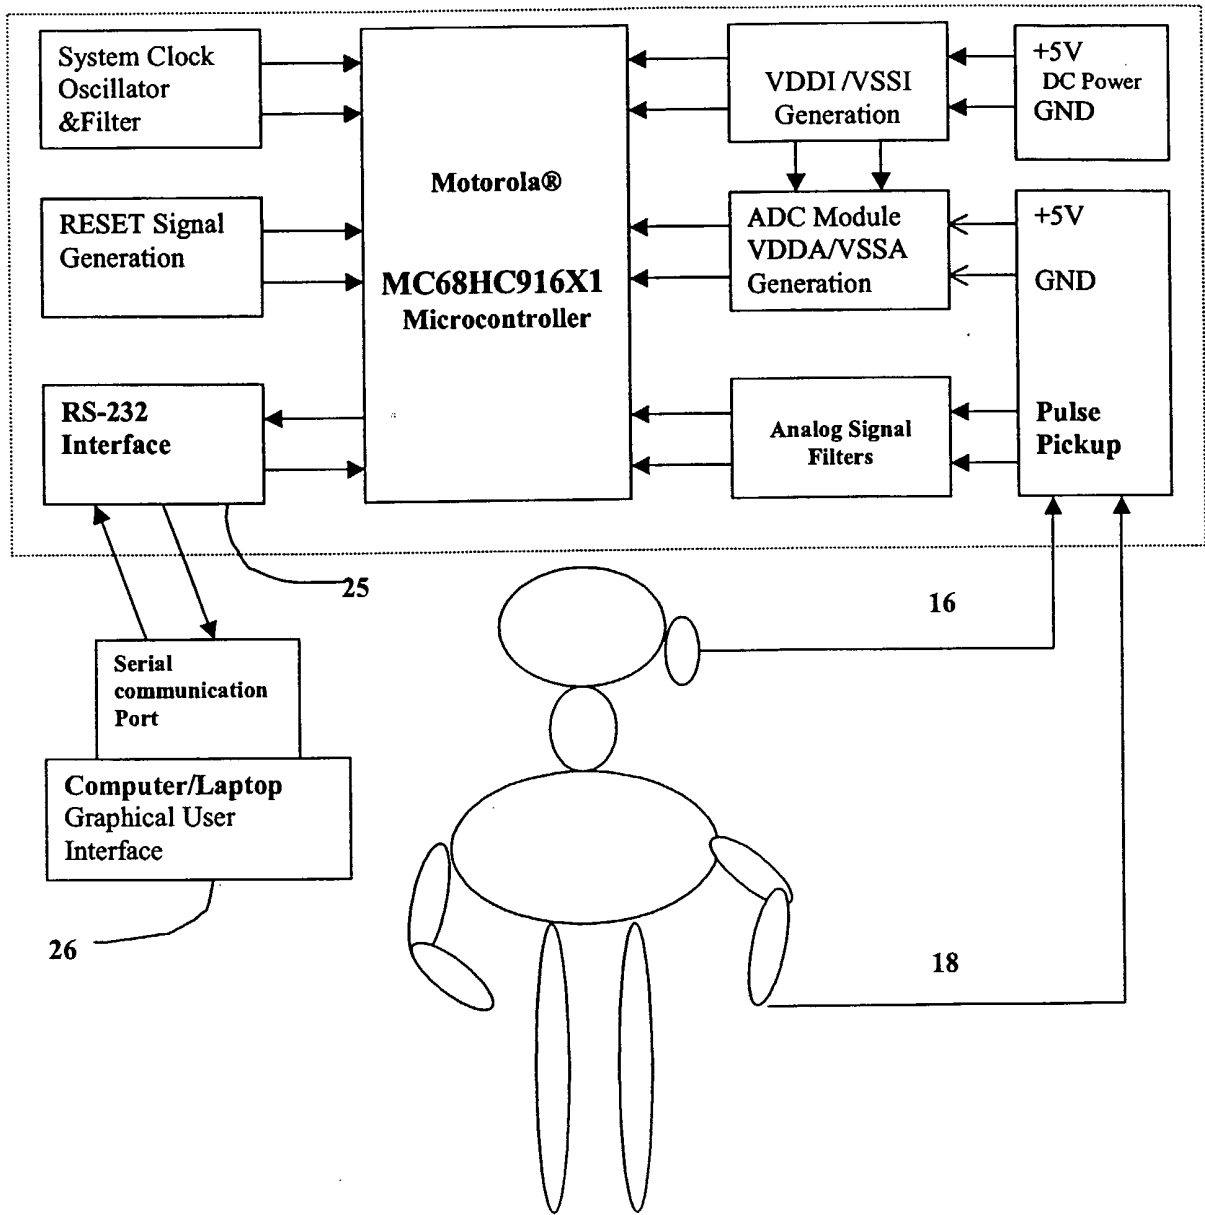 System Clock
Oscillator
&Filter
RESET Signal
Generation
RS-232
Interface
Motorola®
MC68HC916X1
Microcontroller
VDDI /VSSI
Generation
ADC Module
VDDA/VSSA
Generation
Analog Signal
Filters
+5V
DC Power
GND
+5V
GND
Pulse
Pickup
25
16
Serial
communication
Port
Computer/Laptop
Graphical User
Interface
26
18